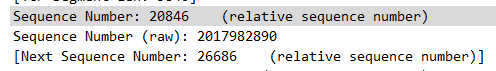 Sequence Number: 20846    (relative sequence number)
Sequence Number (raw): 2017982890
[Next Sequence Number: 26686    (relative sequence number)]